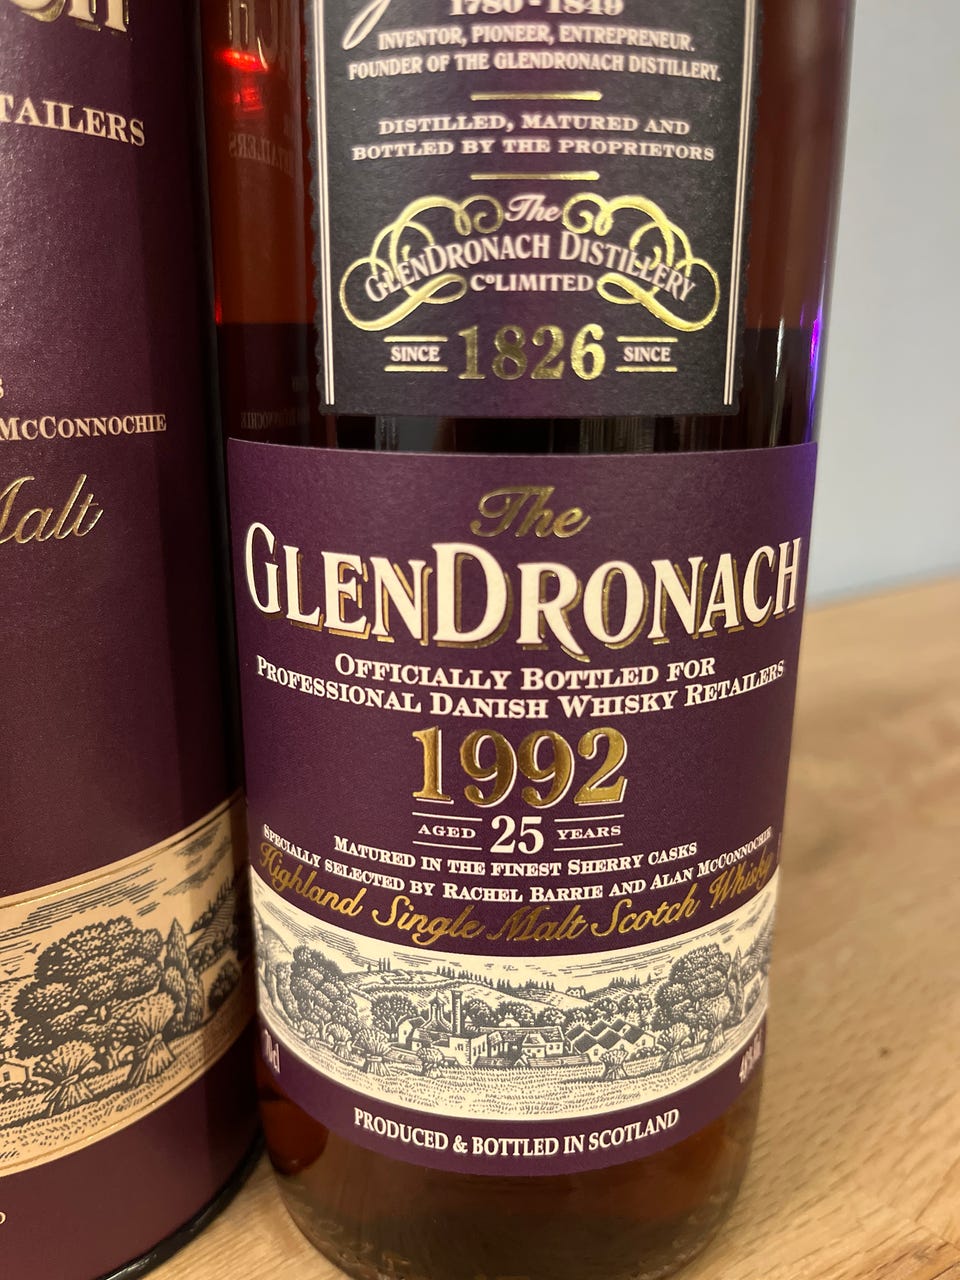 TAILERS
McCONNOCHIE
Malt
1780 - 1849
INVENTOR, PIONEER, ENTREPRENEUR.
FOUNDER OF THE GLENDRONACH DISTILLERY.
DISTILLED, MATURED AND
BOTTLED BY THE PROPRIETORS
The
GLENDRONACH DISTILLERY
Co LIMITED
SINCE 1826 SINCE
The
GLENDRONACH
OFFICIALLY BOTTLED FOR
PROFESSIONAL DANISH WHISKY RETAILERS
1992
AGED 25 YEARS
MATURED IN THE FINEST SHERRY CASKS
SPECIALLY SELECTED BY RACHEL BARRIE AND ALAN McCONNOCHIE
Highland Single Malt Scotch Whisky
PRODUCED & BOTTLED IN SCOTLAND